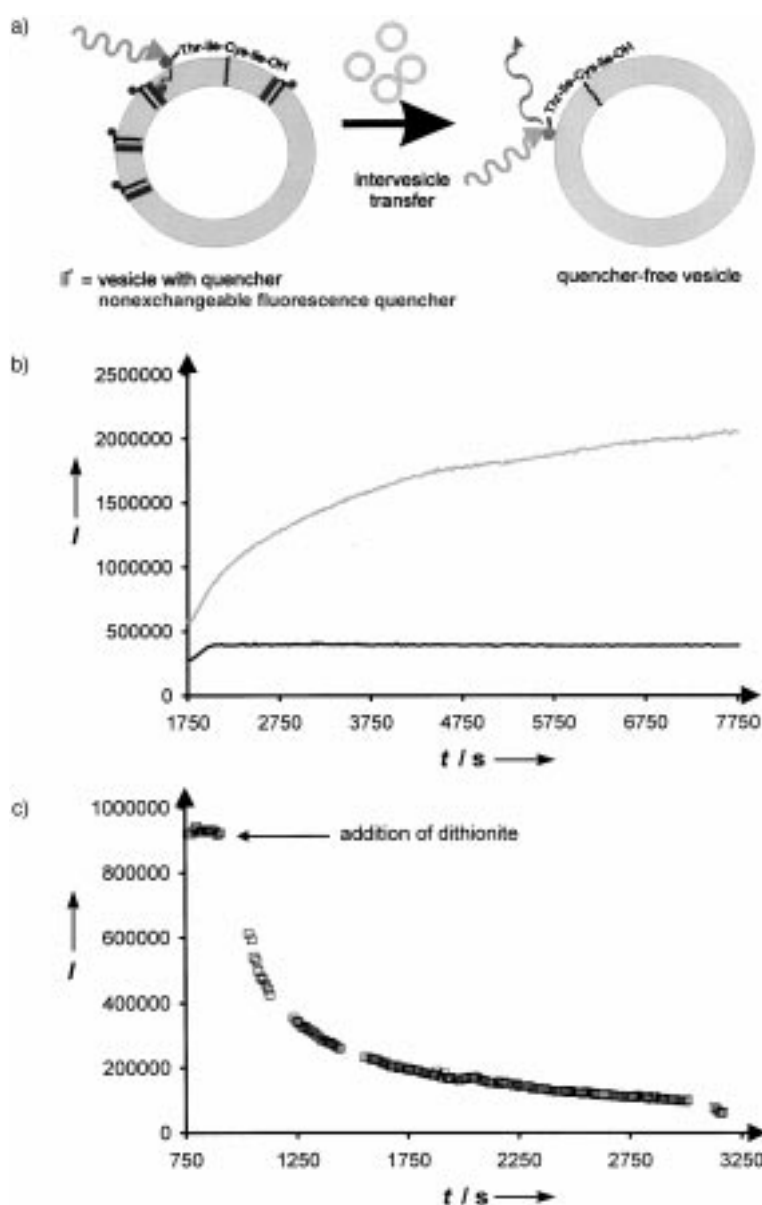 a)
Thr-Ile-Cys-Ile-OH
intervesicle
transfer
Thr-Ile-Cys-Ile-OH
= vesicle with quencher
nonexchangeable fluorescence quencher
quencher-free vesicle
b)
2500000
2000000
1500000
1000000
500000
0
I
1750 2750 3750 4750 5750 6750 7750
t / s
c)
1000000
800000
600000
400000
200000
0
I
addition of dithionite
750 1250 1750 2250 2750 3250
t / s